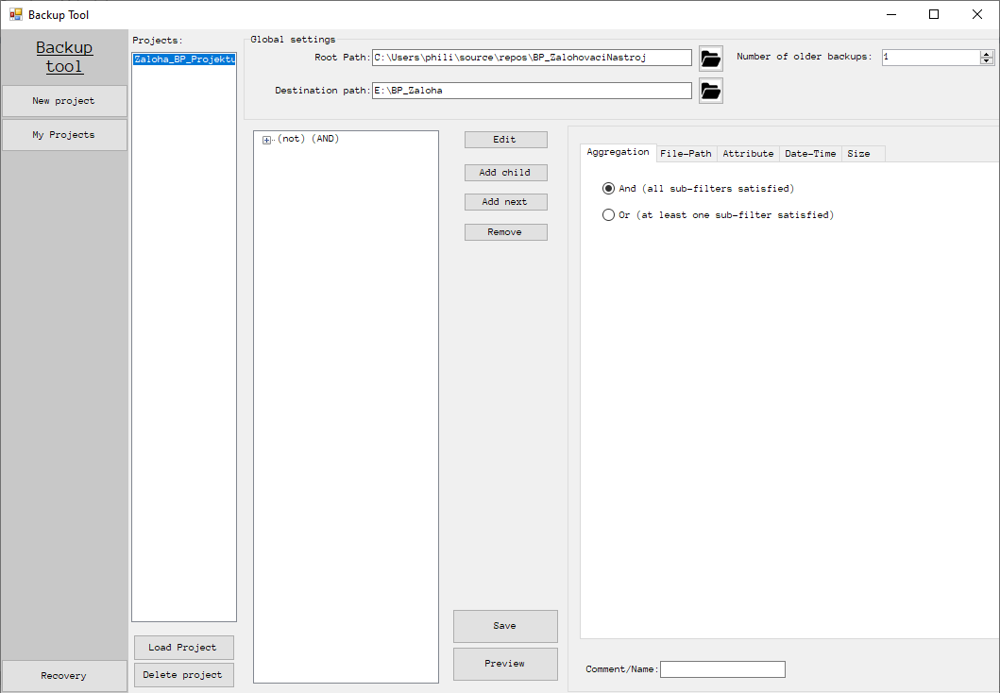 Backup Tool
Backup
tool
New project
My Projects
Recovery
Projects:
Zaloha_BP_Projektu
Load Project
Delete project
Global settings
Root Path: C:\Users\phili\source\repos\BP_ZalohovaciNastroj
Number of older backups: 1
Destination path: E:\BP_Zaloha
(not) (AND)
Edit
Add child
Add next
Remove
Save
Preview
Aggregation File-Path Attribute Date-Time Size
And (all sub-filters satisfied)
Or (at least one sub-filter satisfied)
Comment/Name: